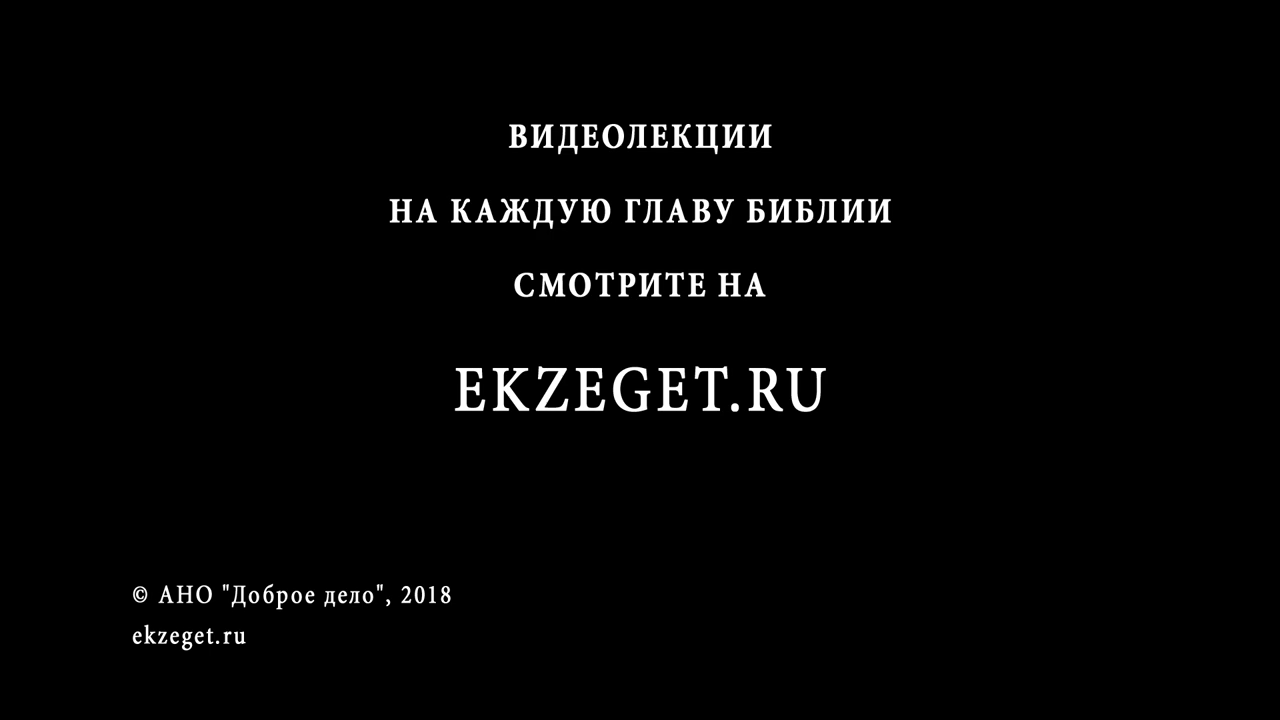 ВИДЕОЛЕКЦИИ
НА КАЖДУЮ ГЛАВУ БИБЛИИ
СМОТРИТЕ НА
EKZEGET.RU
© АНО "Доброе дело", 2018
ekzeget.ru